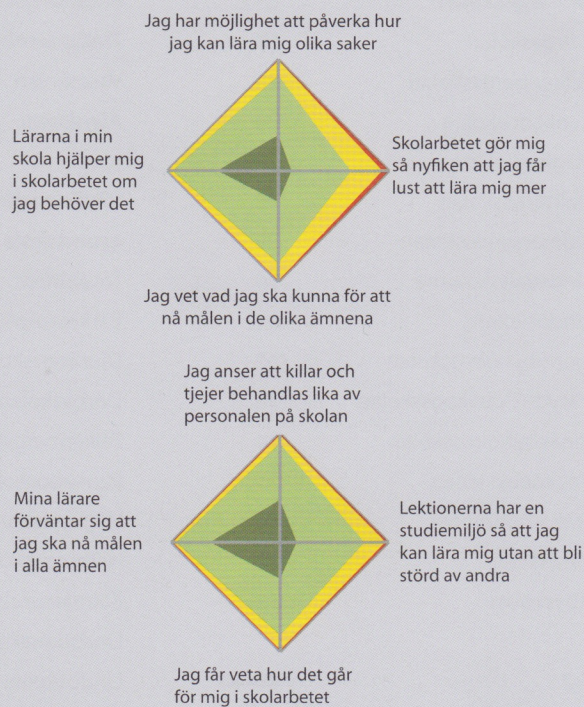 Jag har möjlighet att påverka hur
jag kan lära mig olika saker
Lärarna i min
skola hjälper mig
i skolarbetet om
jag behöver det
Skolarbetet gör mig
så nyfiken att jag får
lust att lära mig mer
Jag vet vad jag ska kunna för att
nå målen i de olika ämnena
Jag anser att killar och
tjejer behandlas lika av
personalen på skolan
Mina lärare
förväntar sig att
jag ska nå målen
i alla ämnen
Lektionerna har en
studiemiljö så att jag
kan lära mig utan att bli
störd av andra
Jag får veta hur det går
för mig i skolarbetet